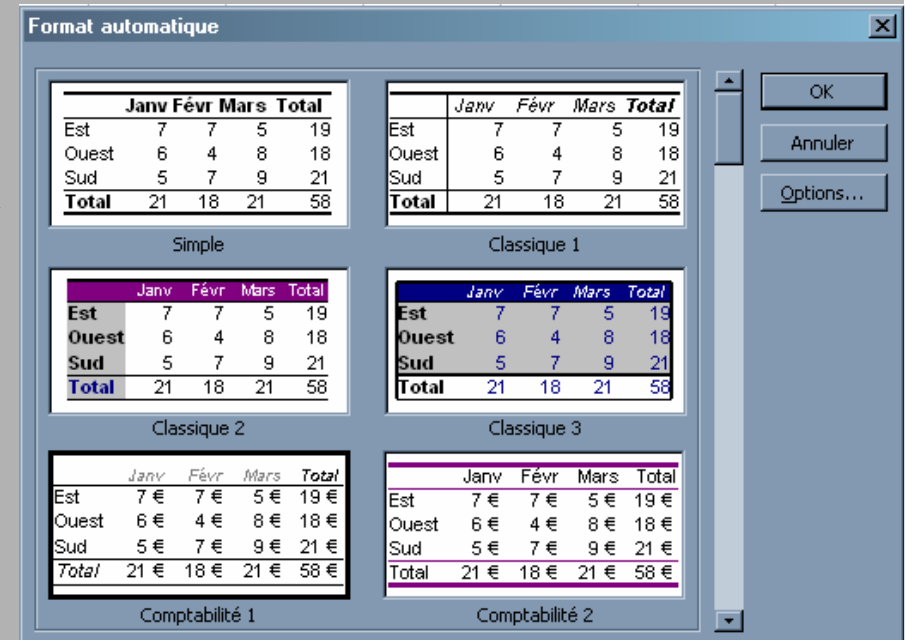 Format automatique
Janv Févr Mars Total
Est 7 7 5 19
Ouest 6 4 8 18
Sud 5 7 9 21
Total 21 18 21 58
Simple
Janv Févr Mars Total
Est 7 7 5 19
Ouest 6 4 8 18
Sud 5 7 9 21
Total 21 18 21 58
Classique 1
OK
Annuler
Options...
Janv Févr Mars Total
Est 7 7 5 19
Ouest 6 4 8 18
Sud 5 7 9 21
Total 21 18 21 58
Classique 2
Janv Févr Mars Total
Est 7 7 5 19
Ouest 6 4 8 18
Sud 5 7 9 21
Total 21 18 21 58
Classique 3
Janv Févr Mars Total
Est 7 € 7 € 5 € 19 €
Ouest 6 € 4 € 8 € 18 €
Sud 5 € 7 € 9 € 21 €
Total 21 € 18 € 21 € 58 €
Comptabilité 1
Janv Févr Mars Total
Est 7 € 7 € 5 € 19 €
Ouest 6 € 4 € 8 € 18 €
Sud 5 € 7 € 9 € 21 €
Total 21 € 18 € 21 € 58 €
Comptabilité 2